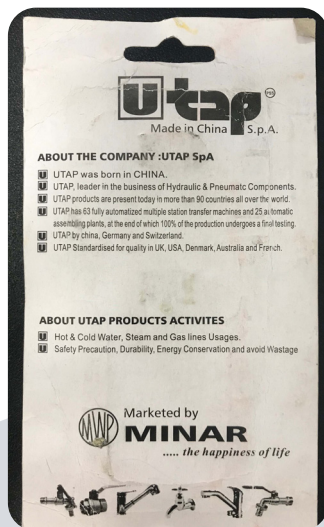 Utap
Made in China S.p.A.
ABOUT THE COMPANY :UTAP SpA
UTAP was born in CHINA.
UTAP, leader in the business of Hydraulic & Pneumatc Components.
UTAP products are present today in more than 90 countries all over the world.
UTAP has 63 fully automatized multiple station transfer machines and 25 automatic
assembling plants, at the end of which 100% of the production undergoes a final testing.
UTAP by china, Germany and Switzerland.
UTAP Standardised for quality in UK, USA, Denmark, Australia and French.
ABOUT UTAP PRODUCTS ACTIVITES
Hot & Cold Water, Steam and Gas lines Usages.
Safety Precaution, Durability, Energy Conservation and avoid Wastage
MWP
Marketed by
MINAR
..... the happiness of life